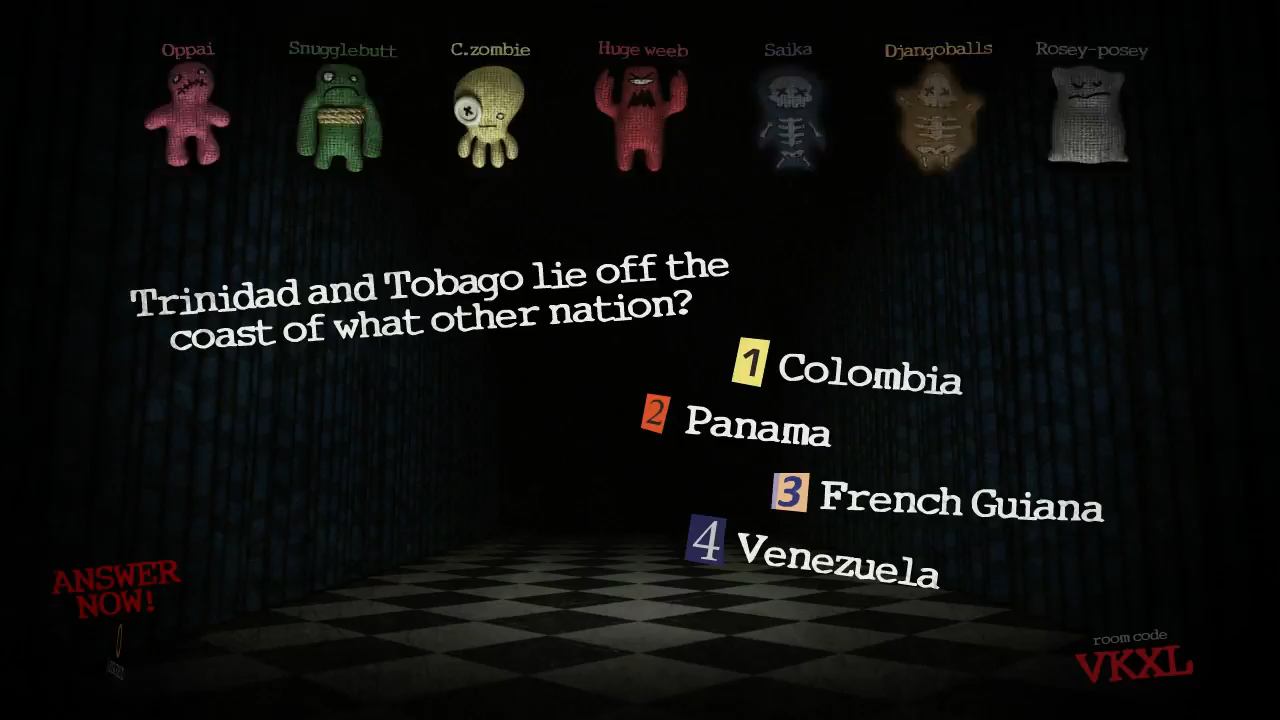 Oppai
Snugglebutt
C.zombie
Huge weeb
Saika
Djangoballs
Rosey-posey
Trinidad and Tobago lie off the
coast of what other nation?
1 Colombia
2 Panama
3 French Guiana
4 Venezuela
ANSWER
NOW!
room code
VKXL